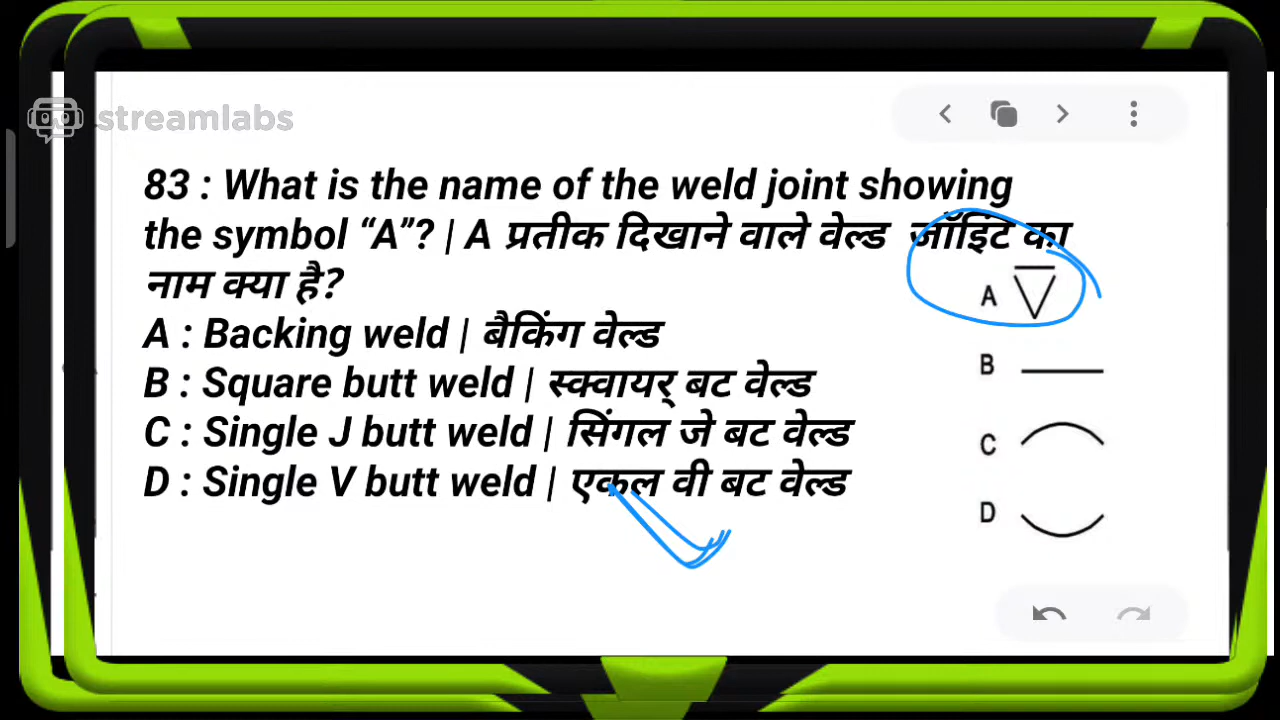 streamlabs
83 : What is the name of the weld joint showing
the symbol “A”? | A प्रतीक दिखाने वाले वेल्ड जॉइंट का
नाम क्या है?
A : Backing weld | बैकिंग वेल्ड
B : Square butt weld | स्क्वायर् बट वेल्ड
C : Single J butt weld | सिंगल जे बट वेल्ड
D : Single V butt weld | एकल वी बट वेल्ड
A
B
C
D